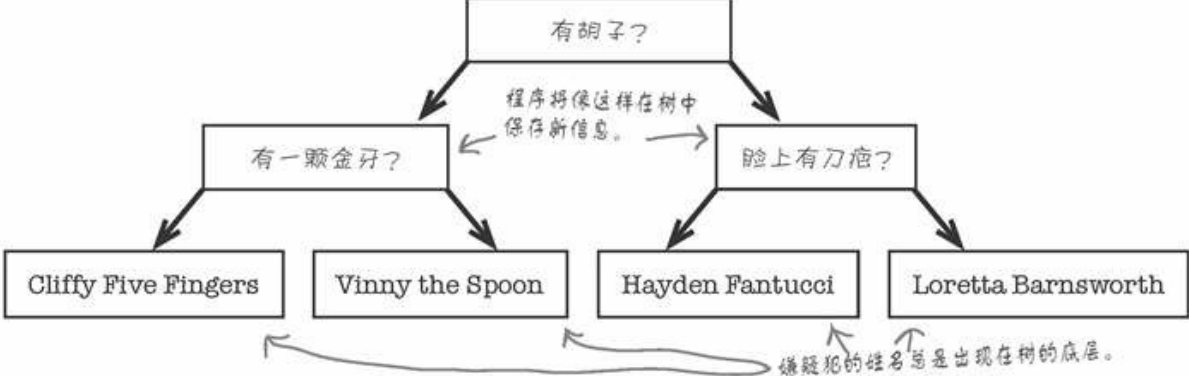 有胡子？
程序将像这样在树中
保存新信息。
有一颗金牙？
脸上有刀疤？
Cliffy Five Fingers
Vinny the Spoon
Hayden Fantucci
Loretta Barnsworth
嫌疑犯的姓名总是出现在树的底层。